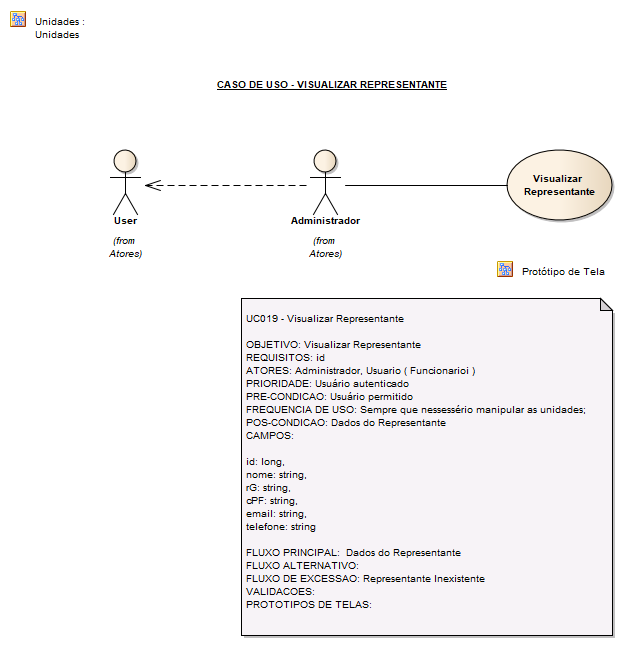 Unidades :
Unidades
CASO DE USO - VISUALIZAR REPRESENTANTE
Visualizar
Representante
User
Administrador
(from
Atores)
(from
Atores)
Protótipo de Tela
UC019 - Visualizar Representante
OBJETIVO: Visualizar Representante
REQUISITOS: id
ATORES: Administrador, Usuario ( Funcionarioi )
PRIORIDADE: Usuário autenticado
PRE-CONDICAO: Usuário permitido
FREQUENCIA DE USO: Sempre que nessessério manipular as unidades;
POS-CONDICAO: Dados do Representante
CAMPOS:
id: long,
nome: string,
rG: string,
cPF: string,
email: string,
telefone: string
FLUXO PRINCIPAL:  Dados do Representante
FLUXO ALTERNATIVO:
FLUXO DE EXCESSAO: Representante Inexistente
VALIDACOES:
PROTOTIPOS DE TELAS: